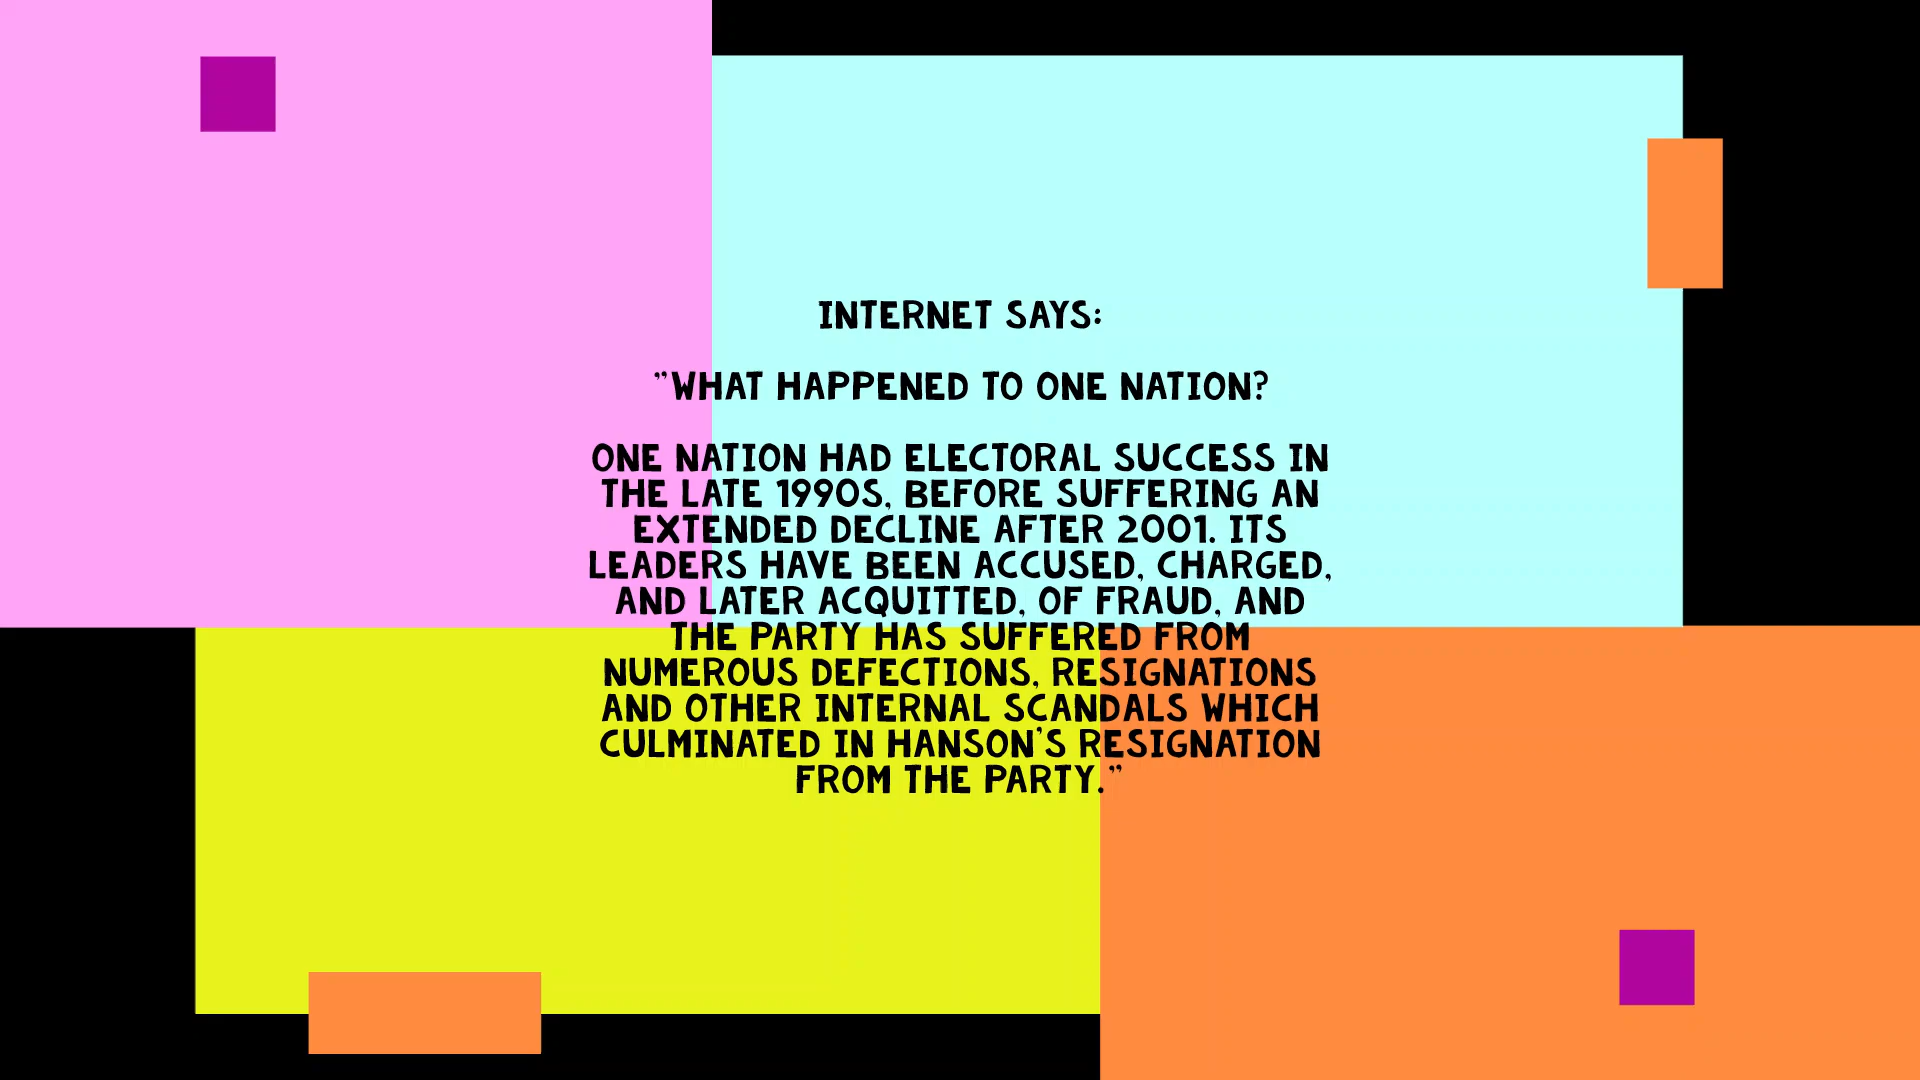 INTERNET SAYS:
"WHAT HAPPENED TO ONE NATION?
ONE NATION HAD ELECTORAL SUCCESS IN
THE LATE 1990S, BEFORE SUFFERING AN
EXTENDED DECLINE AFTER 2001. ITS
LEADERS HAVE BEEN ACCUSED, CHARGED,
AND LATER ACQUITTED, OF FRAUD, AND
THE PARTY HAS SUFFERED FROM
NUMEROUS DEFECTIONS, RESIGNATIONS
AND OTHER INTERNAL SCANDALS WHICH
CULMINATED IN HANSON'S RESIGNATION
FROM THE PARTY."